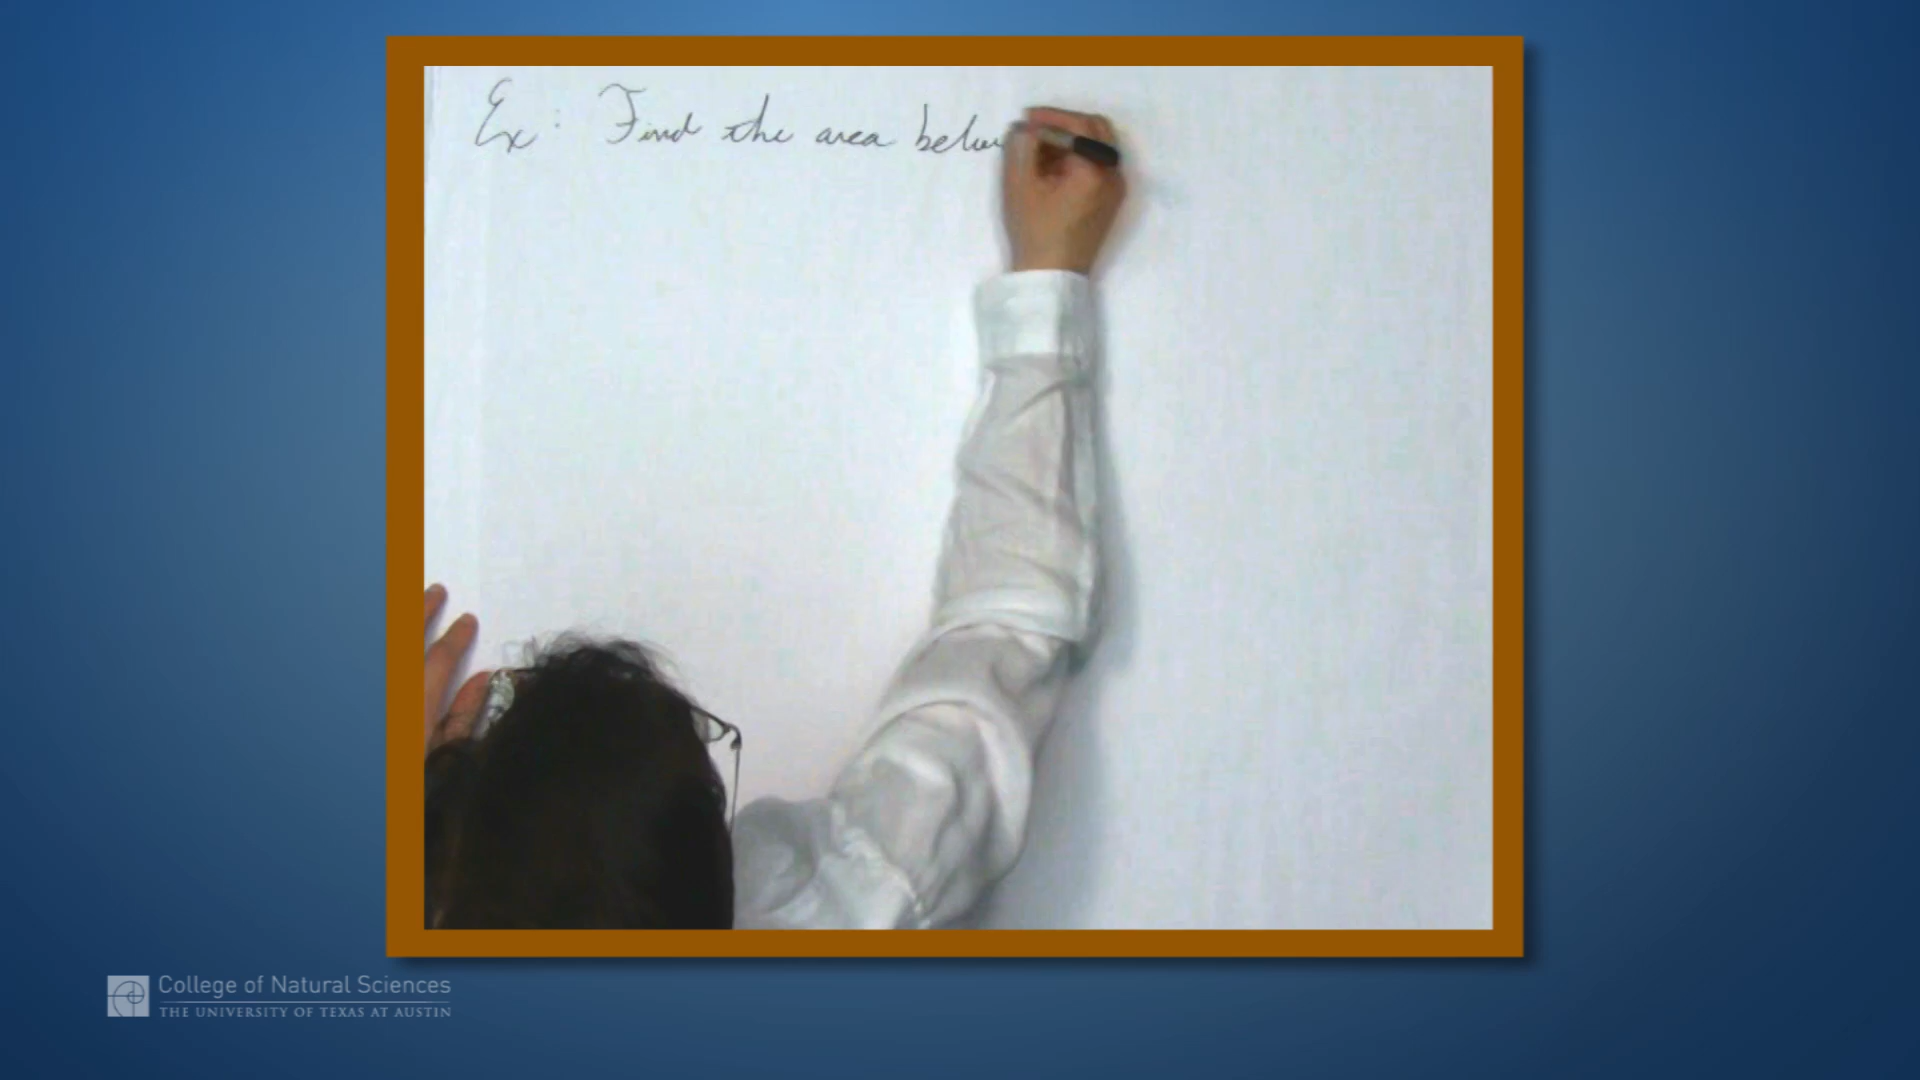 Ex: Find the area
College of Natural Sciences
THE UNIVERSITY OF TEXAS AT AUSTIN